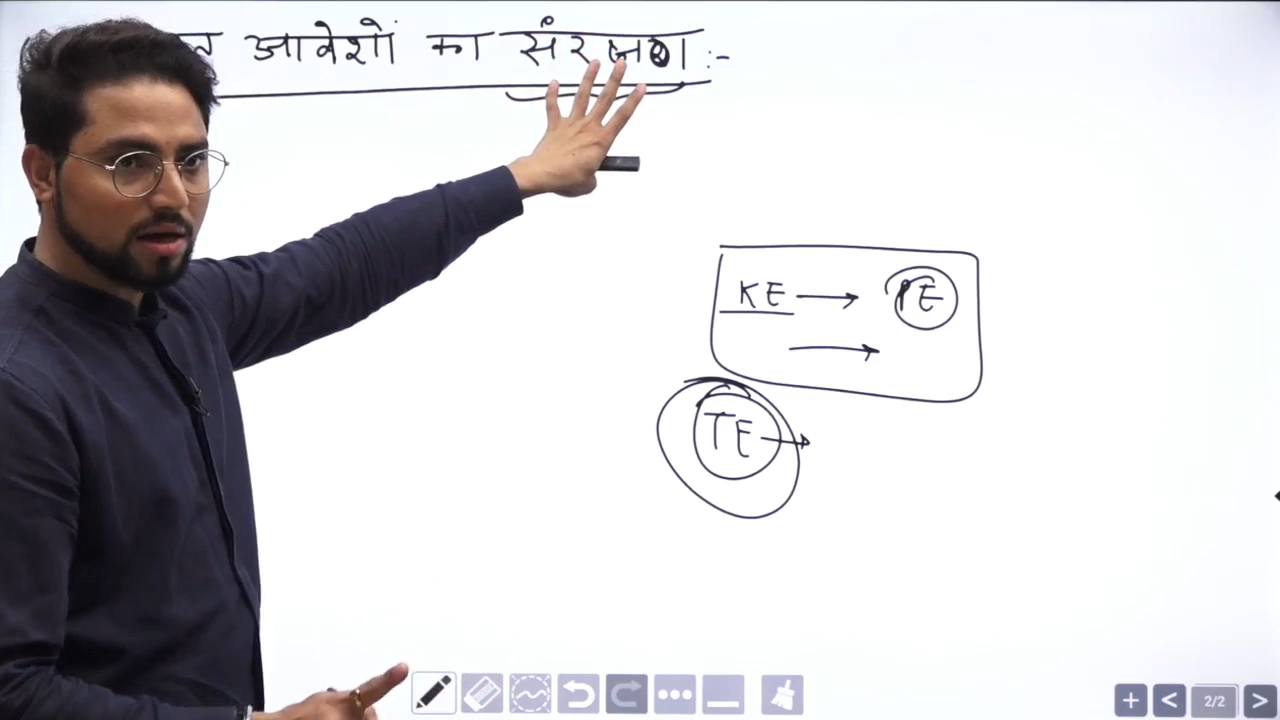 आवेशों का संरक्षण :-
KE → PE
→
TE →
2/2